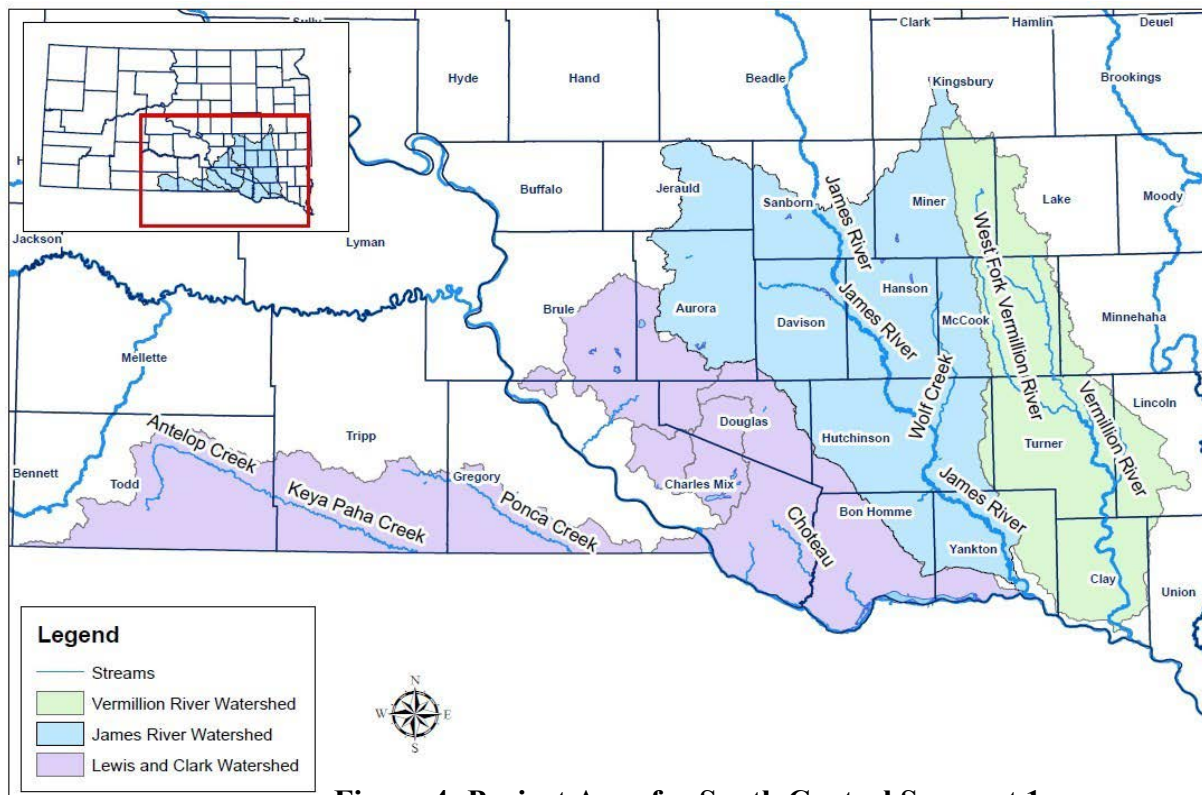 Hyde
Hand
Beadle
Clark
Hamlin
Deuel
Kingsbury
Brookings
Buffalo
Jerauld
Sanborn
James River
Miner
Lake
Moody
Jackson
Lyman
West Fork Vermillion River
Brule
Aurora
Davison
James River
Hanson
McCook
Minnehaha
Mellette
Wolf Creek
Vermillion River
Lincoln
Antelop Creek
Tripp
Douglas
Hutchinson
Turner
Bennett
Todd
Keya Paha Creek
Gregory
Ponca Creek
Charles Mix
Choteau
Bon Homme
James River
Yankton
Clay
Union
Legend
Streams
Vermillion River Watershed
James River Watershed
Lewis and Clark Watershed
N
W E
S